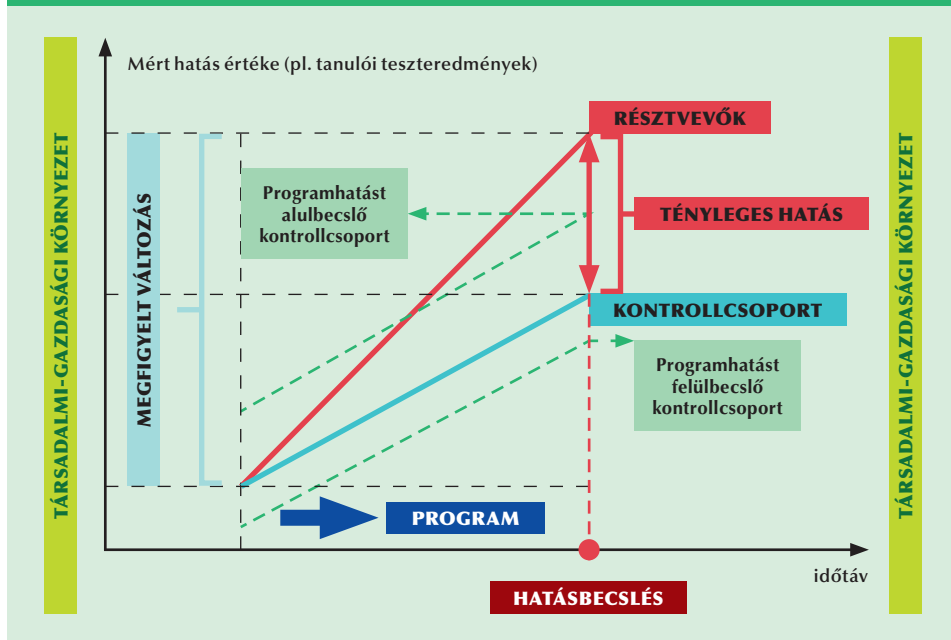 Mért hatás értéke (pl. tanulói teszteredmények)
TÁRSADALMI-GAZDASÁGI KÖRNYEZET
MEGFIGYELT VÁLTOZÁS
Programhatást
alulbecslő
kontrollcsoport
RÉSZTVEVŐK
TÉNYLEGES HATÁS
KONTROLLCSOPORT
Programhatást
felülbecslő
kontrollcsoport
PROGRAM
időtáv
HATÁSBECSLÉS
TÁRSADALMI-GAZDASÁGI KÖRNYEZET